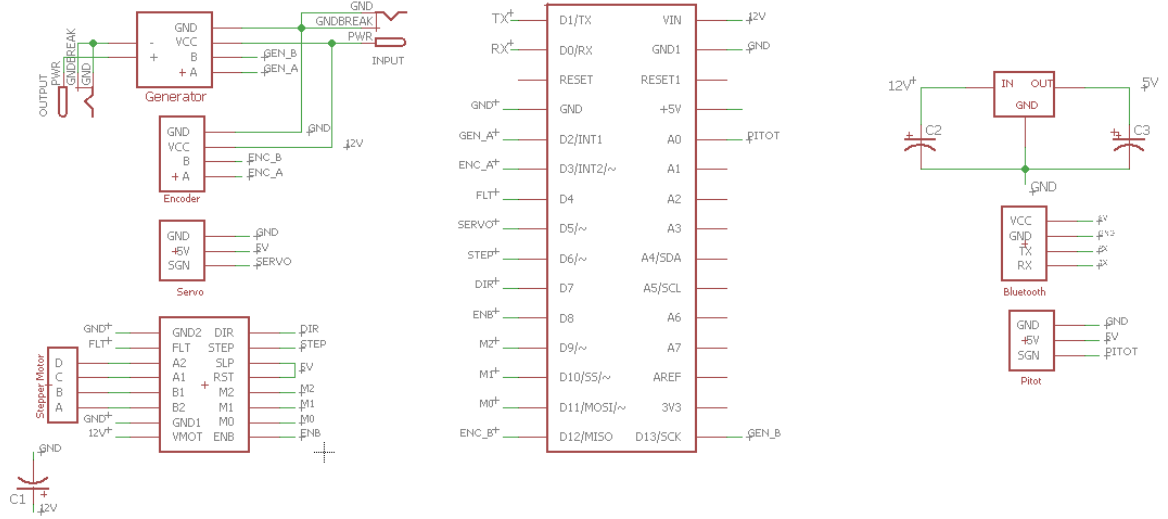 GND
GNDBREAK
PWR
INPUT
GND
VCC
B
A
-
+
GEN_B
GEN_A
Generator
OUTPUT
PWR
GNDBREAK
GND
GND
VCC
B
A
GND
12V
ENC_B
ENC_A
Encoder
GND
+5V
SGN
GND
5V
SERVO
Servo
GND
FLT
GND
12V
GND2 DIR
FLT STEP
A2 SLP
A1 RST
B1 M2
B2 M1
GND1 M0
VMOT ENB
DIR
STEP
5V
M2
M1
M0
ENB
Stepper Motor
D
C
B
A
GND
C1
12V
TX D1/TX VIN 12V
RX D0/RX GND1 GND
RESET RESET1
GND GND +5V
GEN_A D2/INT1 A0 PITOT
ENC_A D3/INT2/~ A1
FLT D4 A2
SERVO D5/~ A3
STEP D6/~ A4/SDA
DIR D7 A5/SCL
ENB D8 A6
M2 D9/~ A7
M1 D10/SS/~ AREF
M0 D11/MOSI/~ 3V3
ENC_B D12/MISO D13/SCK GEN_B
12V
IN OUT
GND
5V
C2
C3
GND
VCC
GND
TX
RX
5V
GND
Bluetooth
GND
+5V
SGN
GND
5V
PITOT
Pitot